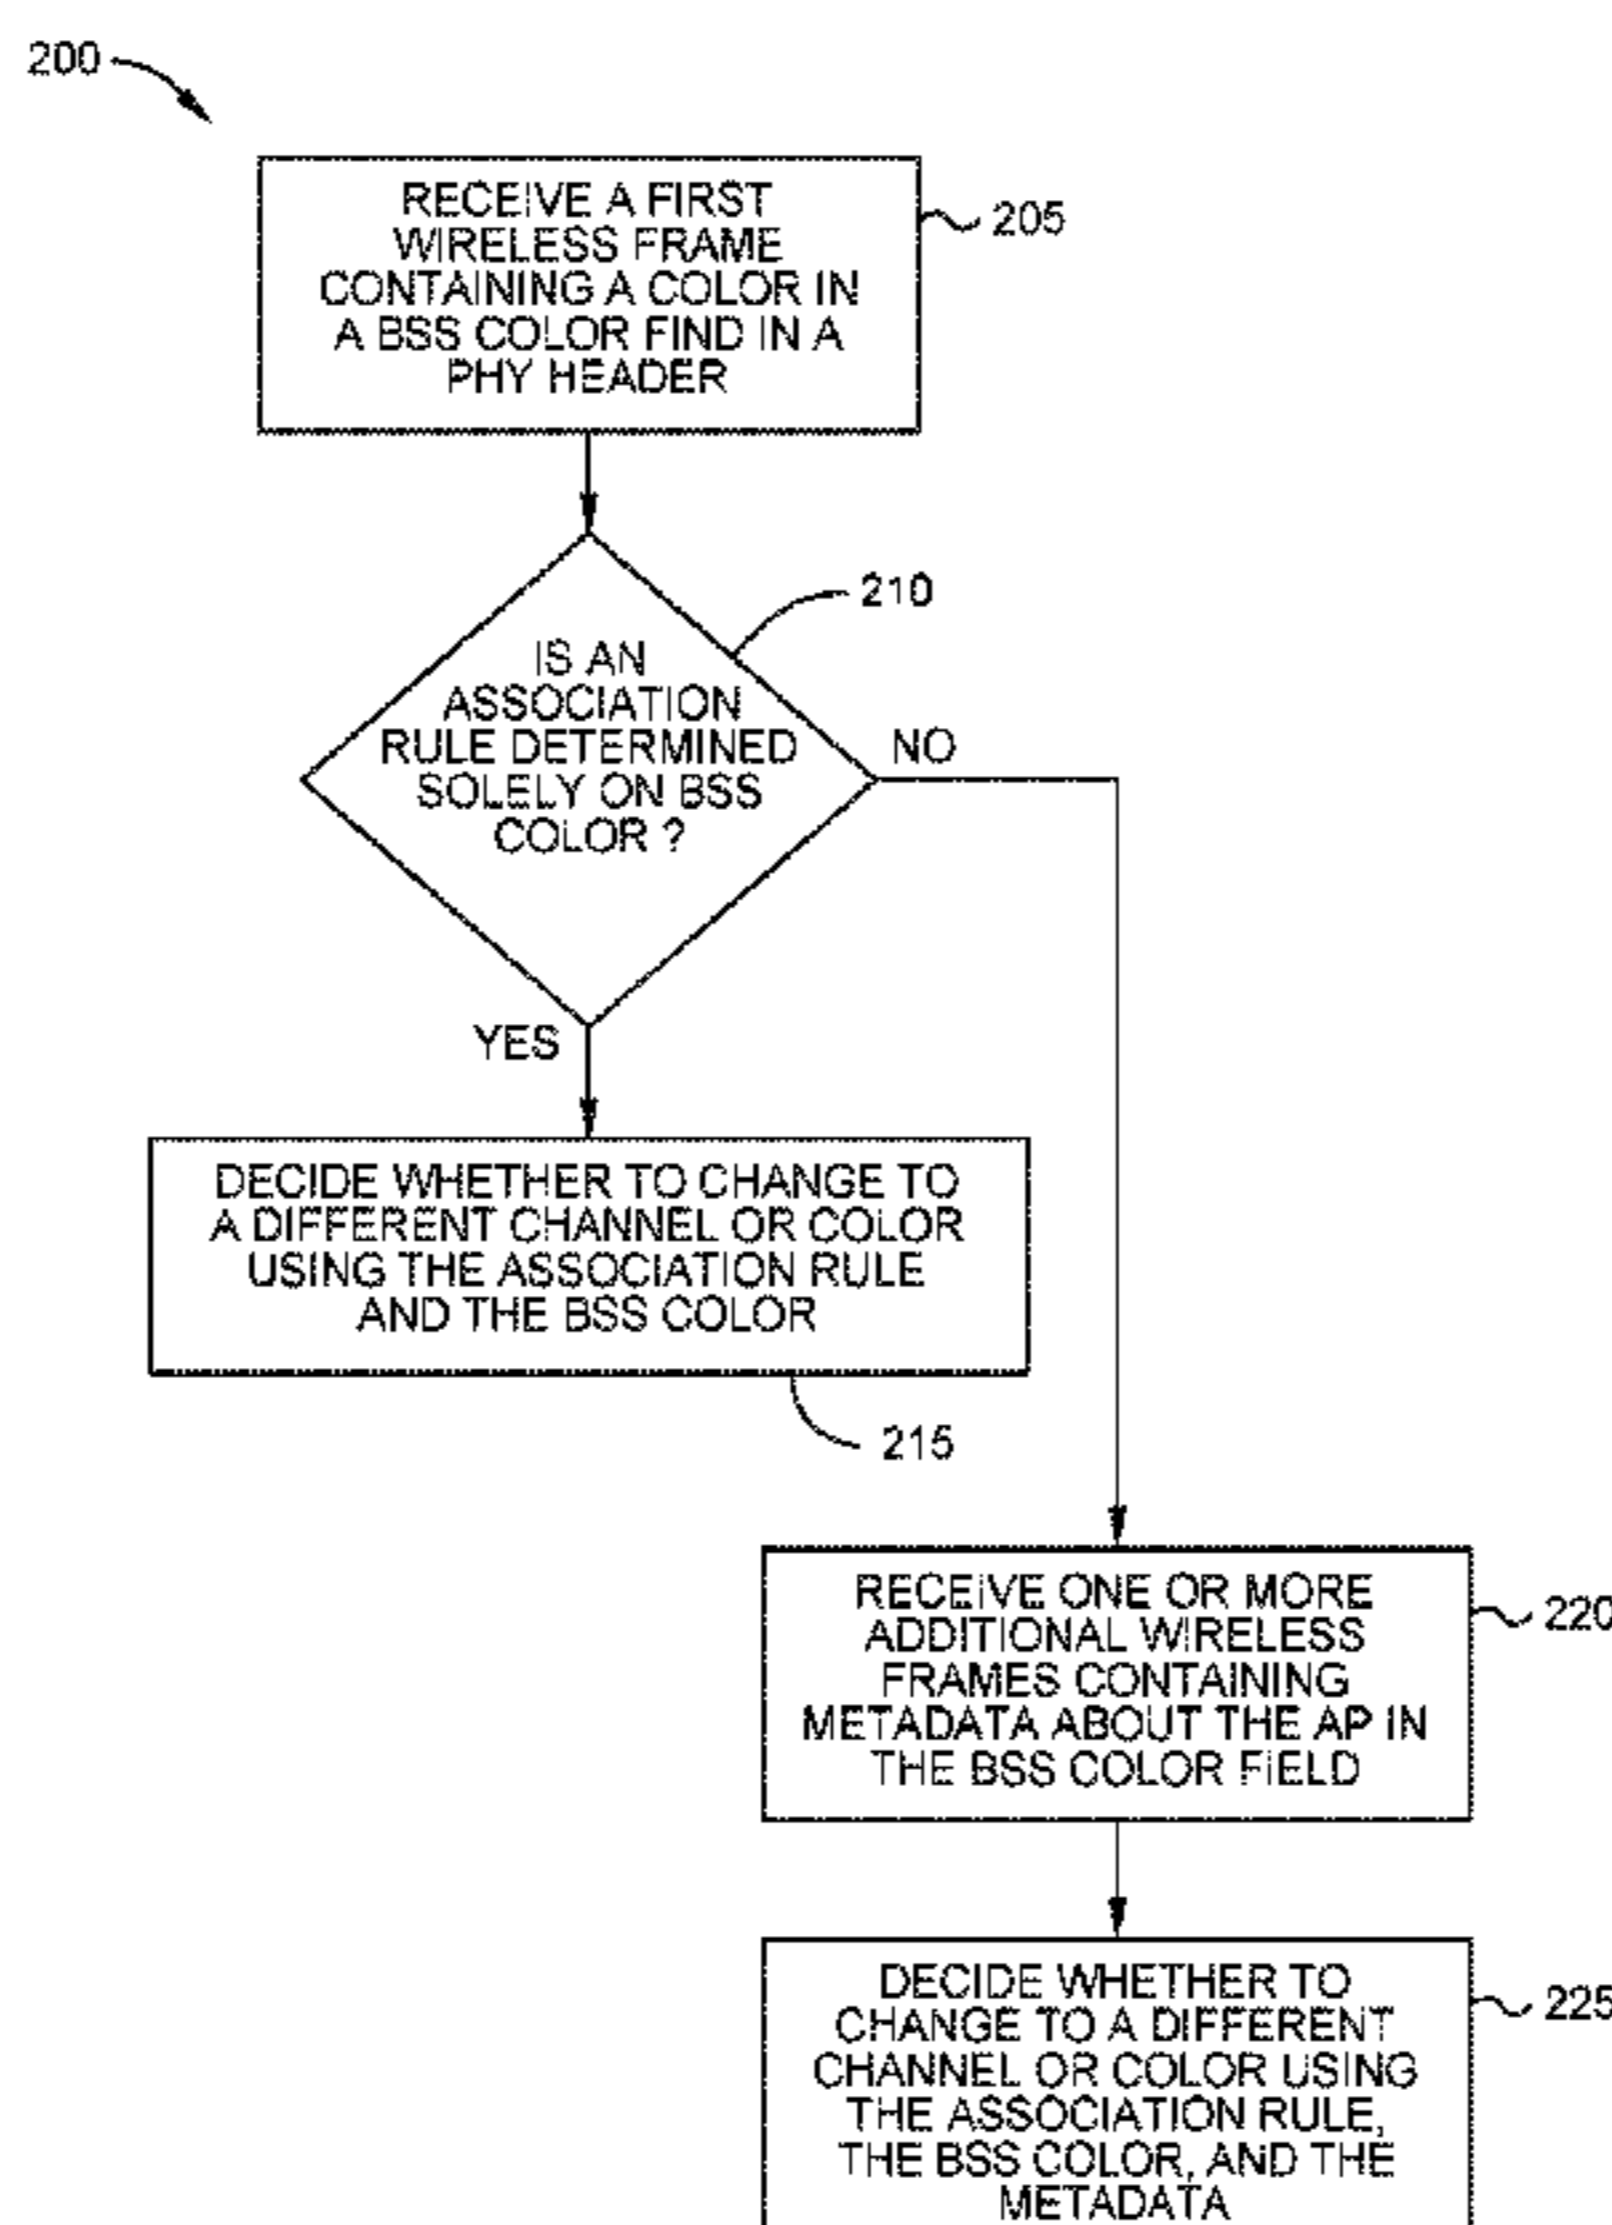 200
RECEIVE A FIRST
WIRELESS FRAME
CONTAINING A COLOR IN
A BSS COLOR FIND IN A
PHY HEADER
205
210
IS AN
ASSOCIATION
RULE DETERMINED
SOLELY ON BSS
COLOR ?
NO
YES
DECIDE WHETHER TO CHANGE TO
A DIFFERENT CHANNEL OR COLOR
USING THE ASSOCIATION RULE
AND THE BSS COLOR
215
RECEIVE ONE OR MORE
ADDITIONAL WIRELESS
FRAMES CONTAINING
METADATA ABOUT THE AP IN
THE BSS COLOR FIELD
220
DECIDE WHETHER TO
CHANGE TO A DIFFERENT
CHANNEL OR COLOR USING
THE ASSOCIATION RULE,
THE BSS COLOR, AND THE
METADATA
225